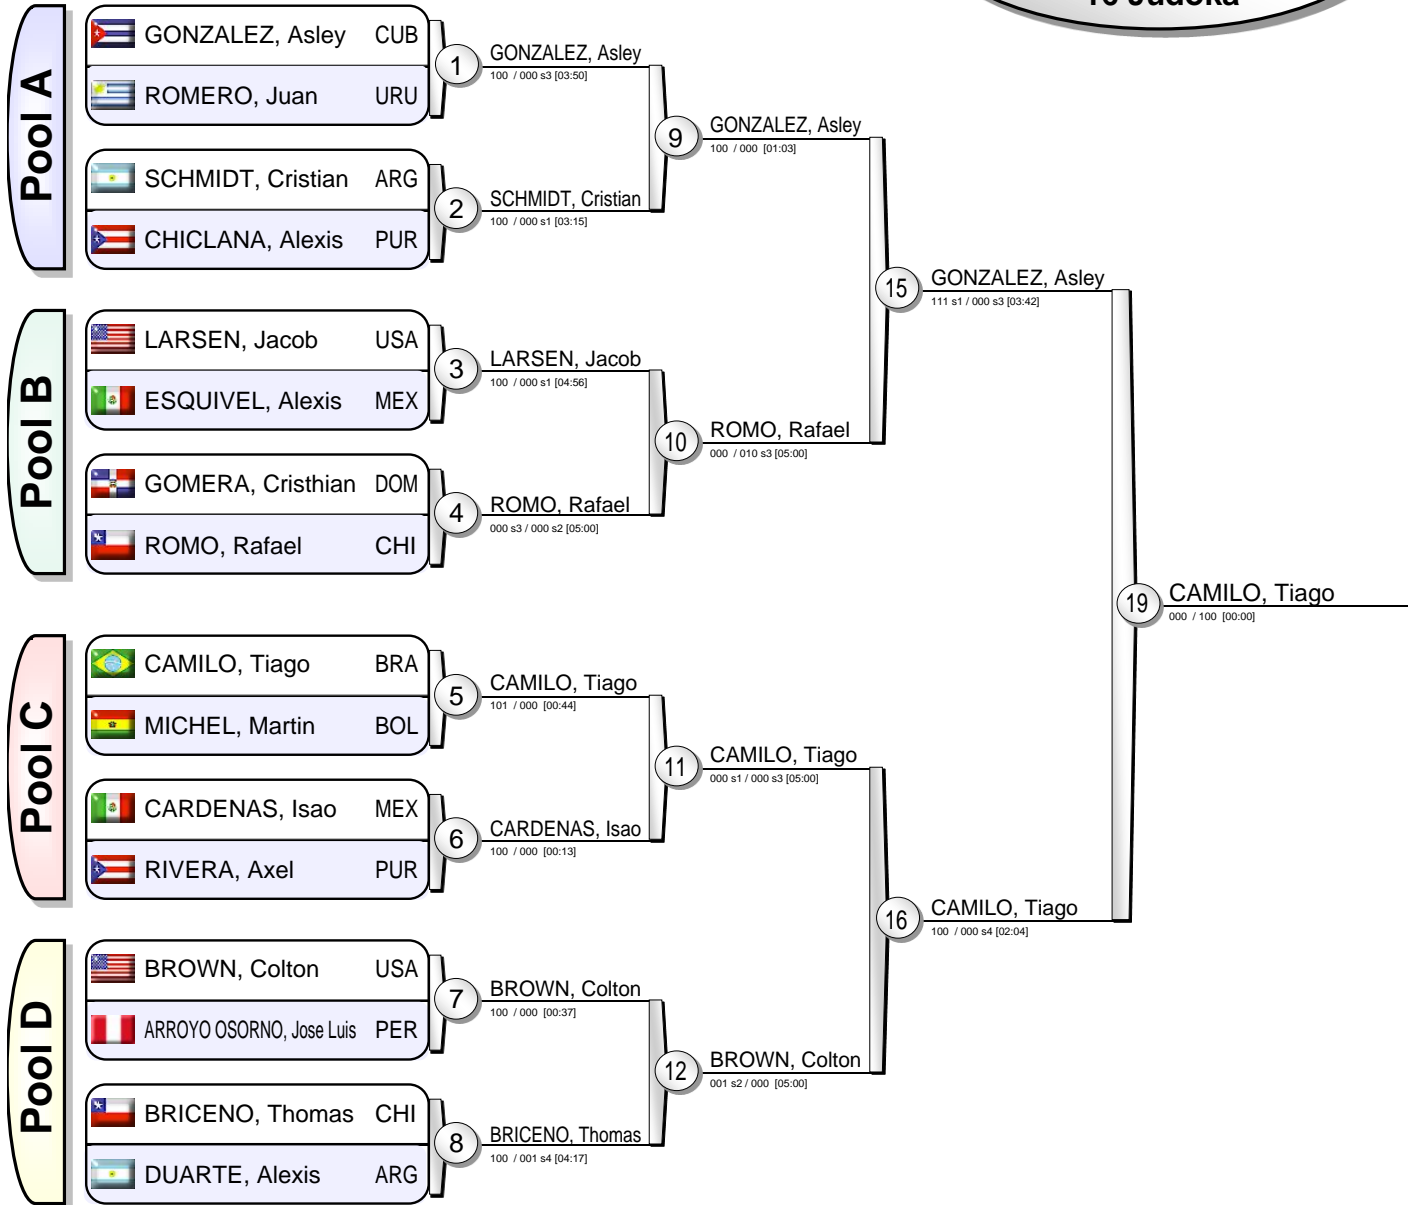 16 Judoka
Pool A
GONZALEZ, Asley CUB
ROMERO, Juan URU
SCHMIDT, Cristian ARG
CHICLANA, Alexis PUR
1
GONZALEZ, Asley
100 / 000 s3 [03:50]
2
SCHMIDT, Cristian
100 / 000 s1 [03:15]
9
GONZALEZ, Asley
100 / 000 [01:03]
Pool B
LARSEN, Jacob USA
ESQUIVEL, Alexis MEX
GOMERA, Cristhian DOM
ROMO, Rafael CHI
3
LARSEN, Jacob
100 / 000 s1 [04:56]
4
ROMO, Rafael
000 s3 / 000 s2 [05:00]
10
ROMO, Rafael
000 / 010 s3 [05:00]
15
GONZALEZ, Asley
111 s1 / 000 s3 [03:42]
Pool C
CAMILO, Tiago BRA
MICHEL, Martin BOL
CARDENAS, Isao MEX
RIVERA, Axel PUR
5
CAMILO, Tiago
101 / 000 [00:44]
6
CARDENAS, Isao
100 / 000 [00:13]
11
CAMILO, Tiago
000 s1 / 000 s3 [05:00]
Pool D
BROWN, Colton USA
ARROYO OSORNO, Jose Luis PER
BRICENO, Thomas CHI
DUARTE, Alexis ARG
7
BROWN, Colton
100 / 000 [00:37]
8
BRICENO, Thomas
100 / 001 s4 [04:17]
12
BROWN, Colton
001 s2 / 000 [05:00]
16
CAMILO, Tiago
100 / 000 s4 [02:04]
19
CAMILO, Tiago
000 / 100 [00:00]